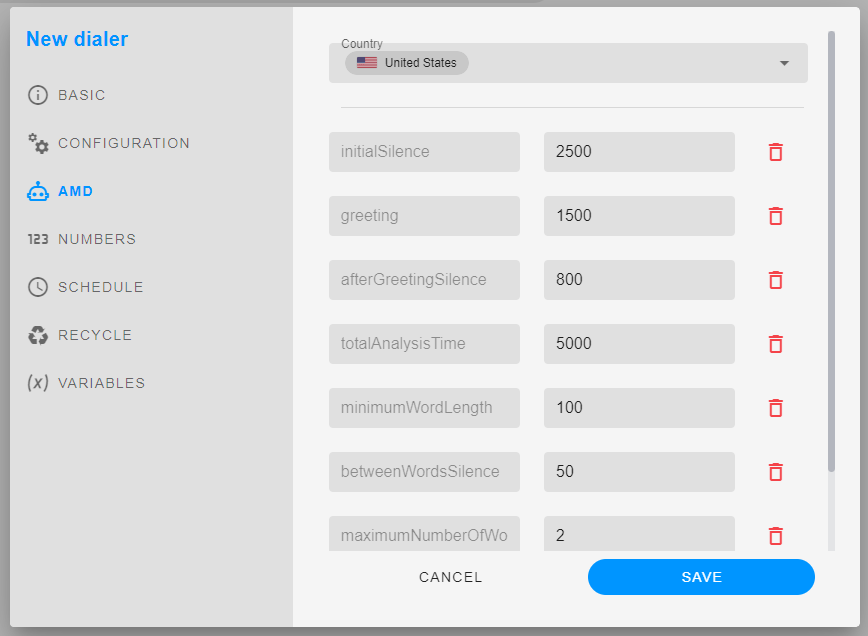 New dialer
BASIC
CONFIGURATION
AMD
123 NUMBERS
SCHEDULE
RECYCLE
(x) VARIABLES
Country
United States
initialSilence 2500
greeting 1500
afterGreetingSilence 800
totalAnalysisTime 5000
minimumWordLength 100
betweenWordsSilence 50
maximumNumberOfWo 2
CANCEL SAVE